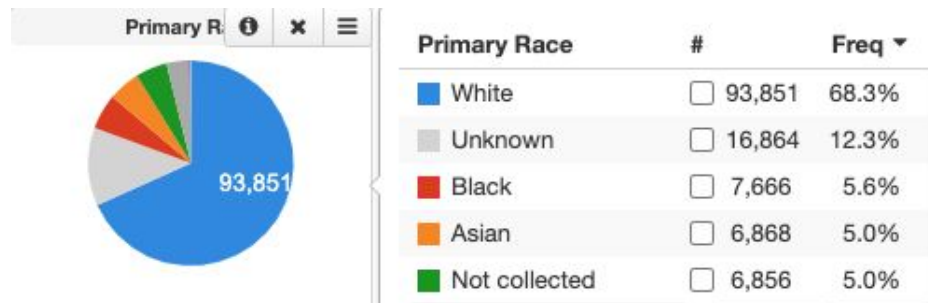 Primary R
93,851
Primary Race # Freq
White 93,851 68.3%
Unknown 16,864 12.3%
Black 7,666 5.6%
Asian 6,868 5.0%
Not collected 6,856 5.0%